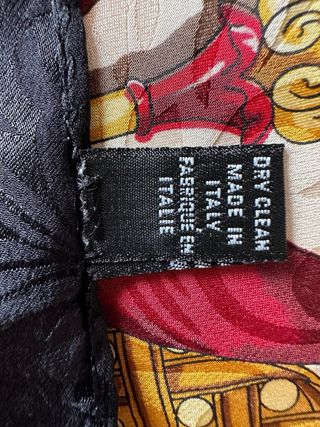 DRY CLEAN
MADE IN
ITALY
FABRIQUE EN
ITALIE